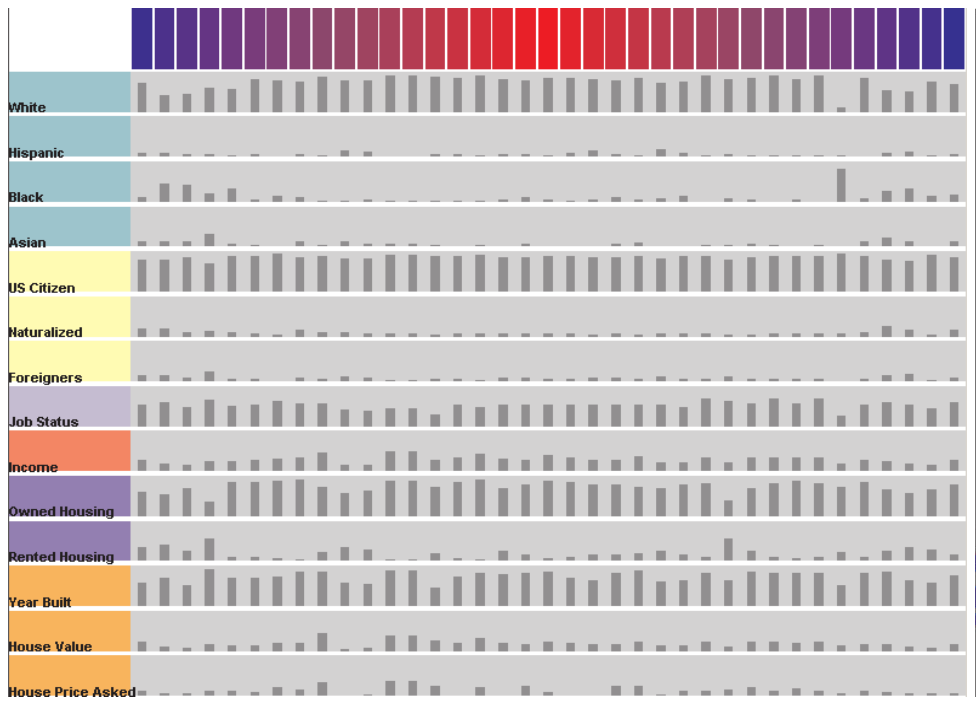 White
Hispanic
Black
Asian
US Citizen
Naturalized
Foreigners
Job Status
Income
Owned Housing
Rented Housing
Year Built
House Value
House Price Asked